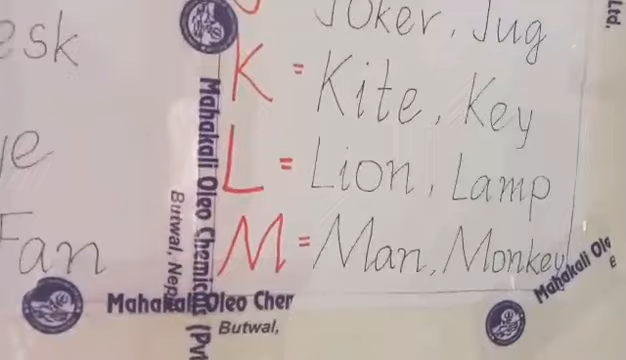 esk
Joker, Jug
K = Kite, Key
L = Lion, Lamp
Fan
M = Man, Monkey
Mahakali Oleo Chemicals (Pvt
Butwal, Nep
Mahakali Oleo Cher
Butwal,
Mahakali Ole
Ltd.